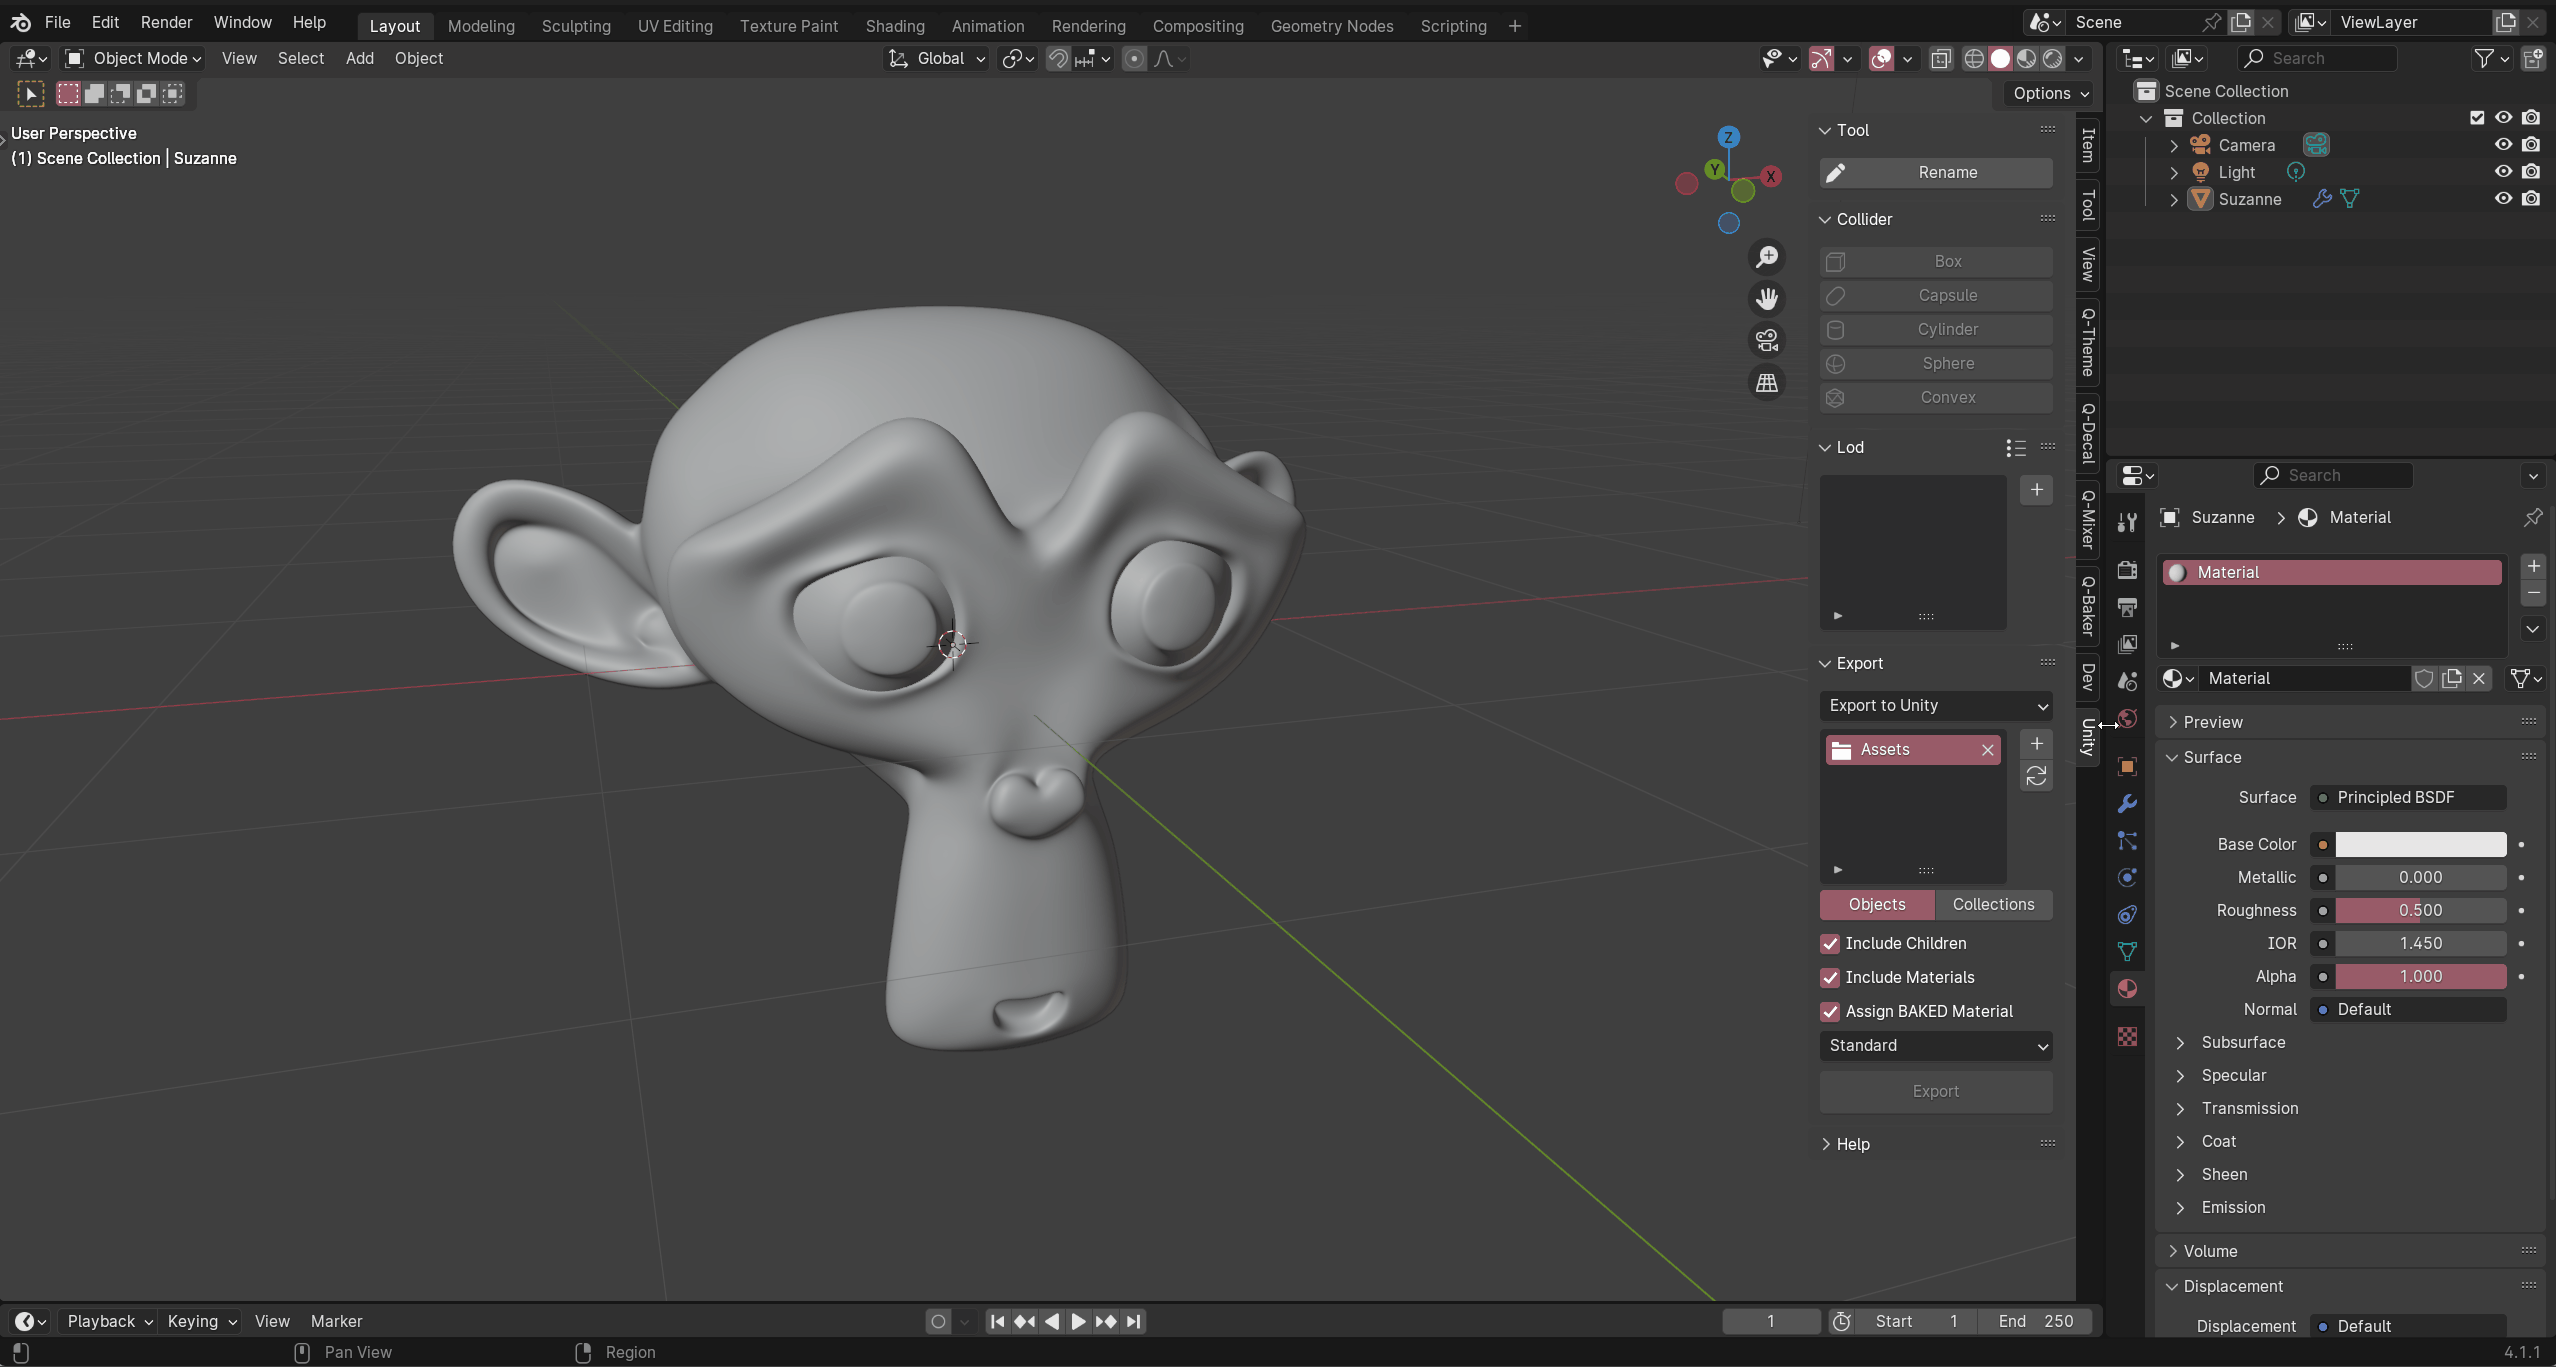 File Edit Render Window Help Layout Modeling Sculpting UV Editing Texture Paint Shading Animation Rendering Compositing Geometry Nodes Scripting + Scene ViewLayer
Object Mode View Select Add Object Global Search
Options
User Perspective
(1) Scene Collection | Suzanne
Z
Y
X
Tool
Rename
Collider
Box
Capsule
Cylinder
Sphere
Convex
Lod
Export
Export to Unity
Assets
Objects Collections
Include Children
Include Materials
Assign BAKED Material
Standard
Export
Help
Item
Tool
View
Q-Theme
Q-Decal
Q-Mixer
Q-Baker
Dev
Unity
Scene Collection
Collection
Camera
Light
Suzanne
Search
Suzanne > Material
Material
Material
Preview
Surface
Surface Principled BSDF
Base Color
Metallic 0.000
Roughness 0.500
IOR 1.450
Alpha 1.000
Normal Default
Subsurface
Specular
Transmission
Coat
Sheen
Emission
Volume
Displacement
Displacement Default
Playback Keying View Marker 1 Start 1 End 250
Pan View Region 4.1.1